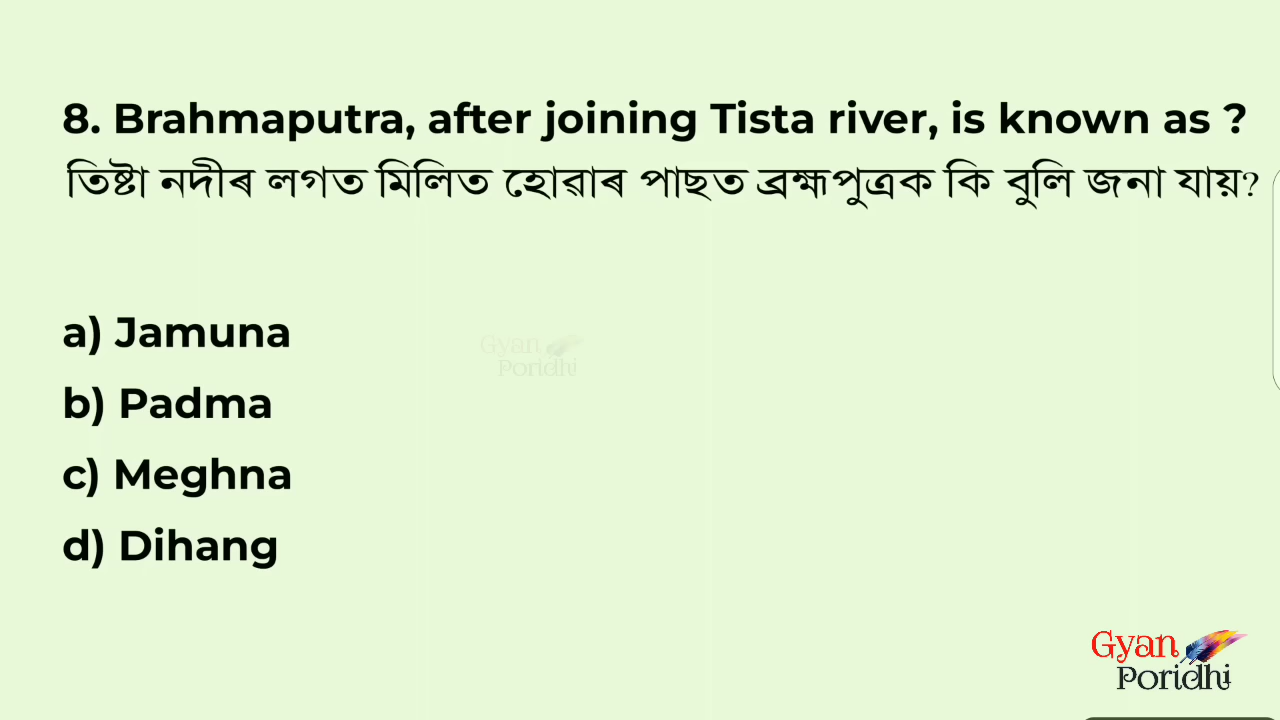 8. Brahmaputra, after joining Tista river, is known as ?
তিষ্টা নদীৰ লগত মিলিত হোৱাৰ পাছত ব্ৰহ্মপুত্ৰক কি বুলি জনা যায়?
a) Jamuna
Gyan
Poridhi
b) Padma
c) Meghna
d) Dihang
Gyan
Poridhi